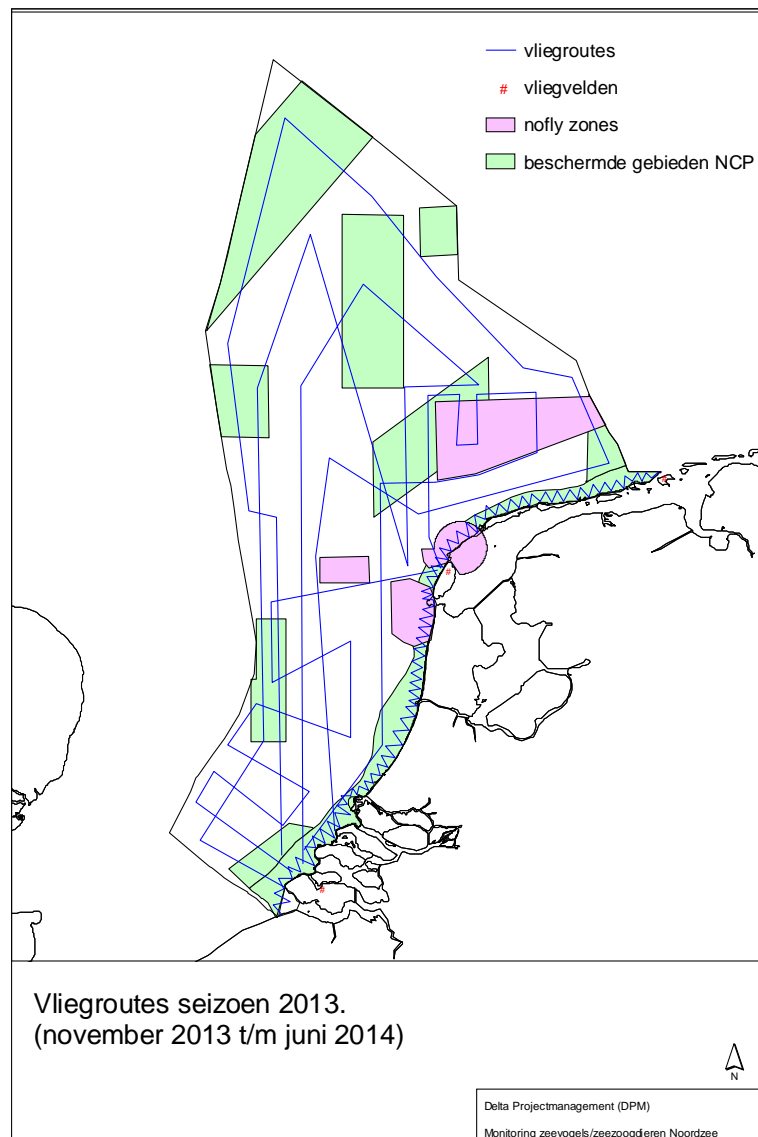 vliegroutes
# vliegvelden
nofly zones
beschermde gebieden NCP
Vliegroutes seizoen 2013.
(november 2013 t/m juni 2014)
N
Delta Projectmanagement (DPM)
Monitoring zeevogels/zeezoogdieren Noordzee